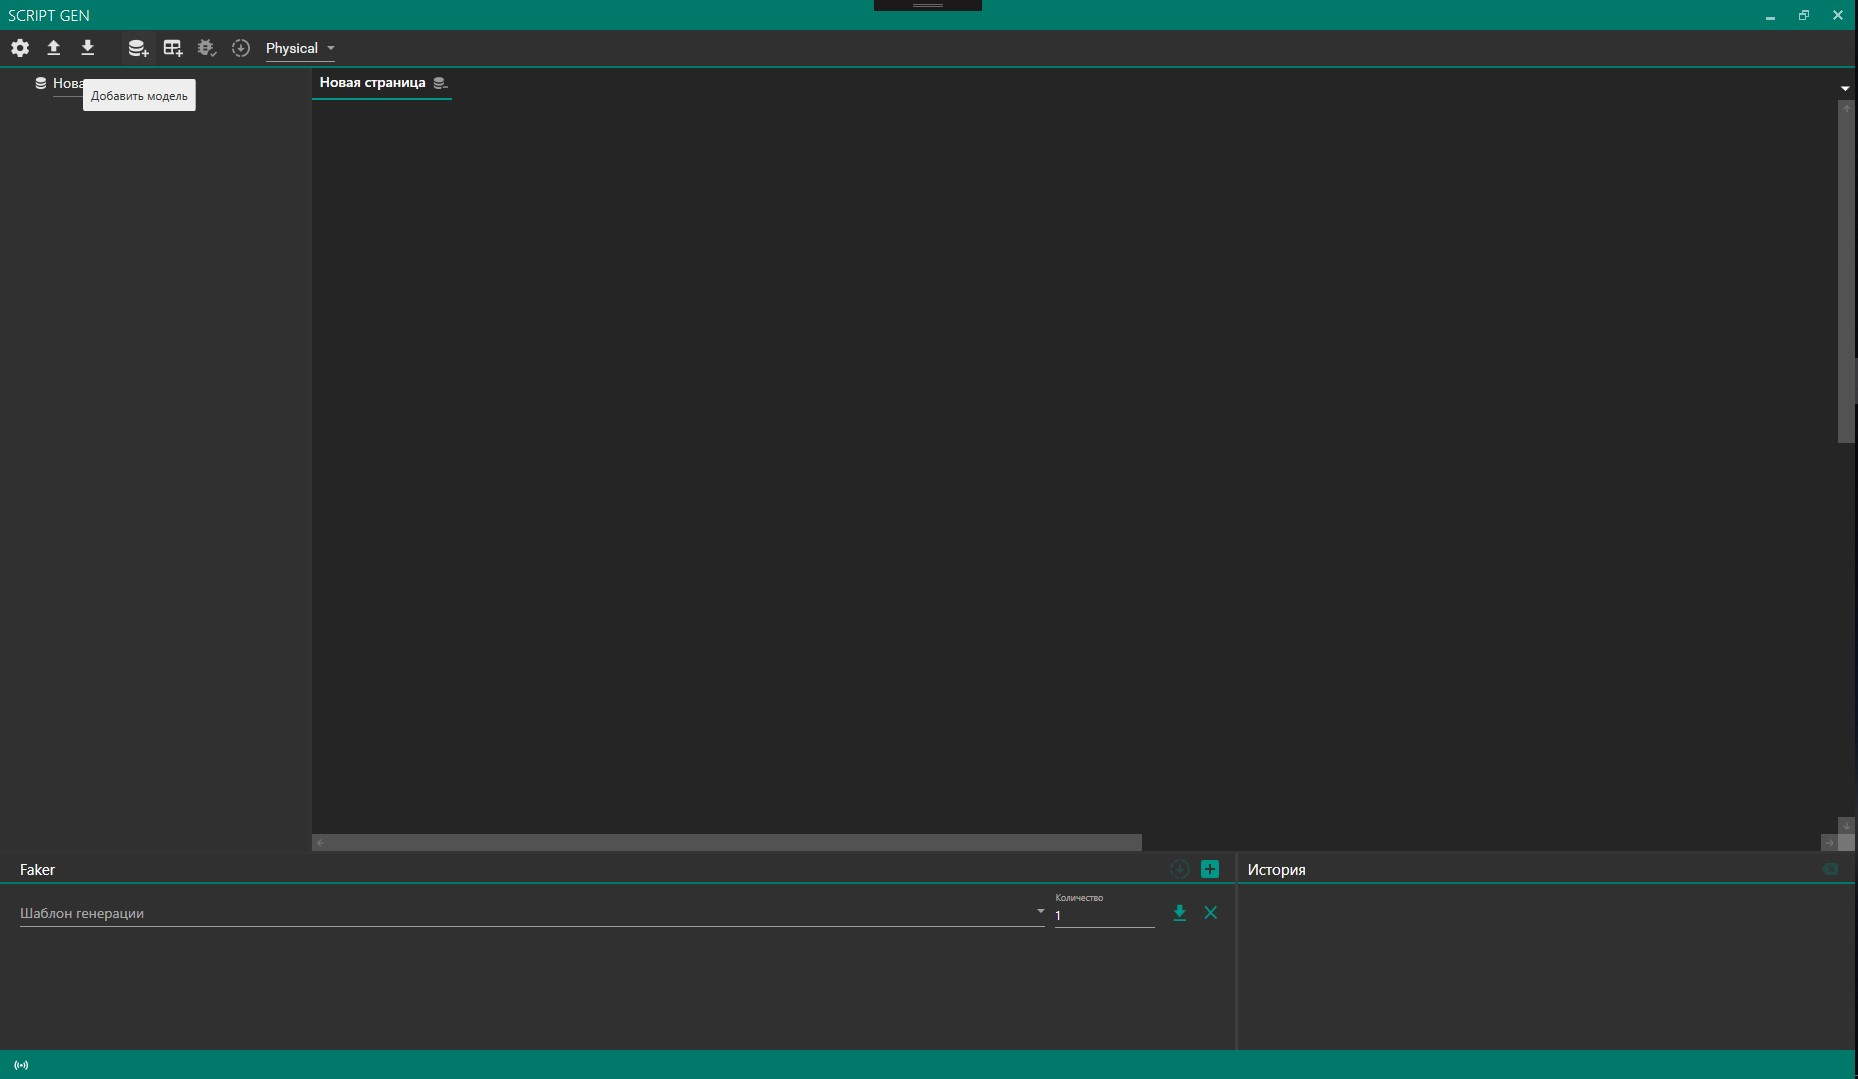 SCRIPT GEN
Physical
Нова
Добавить модель
Новая страница
Faker
История
Шаблон генерации
Количество
1